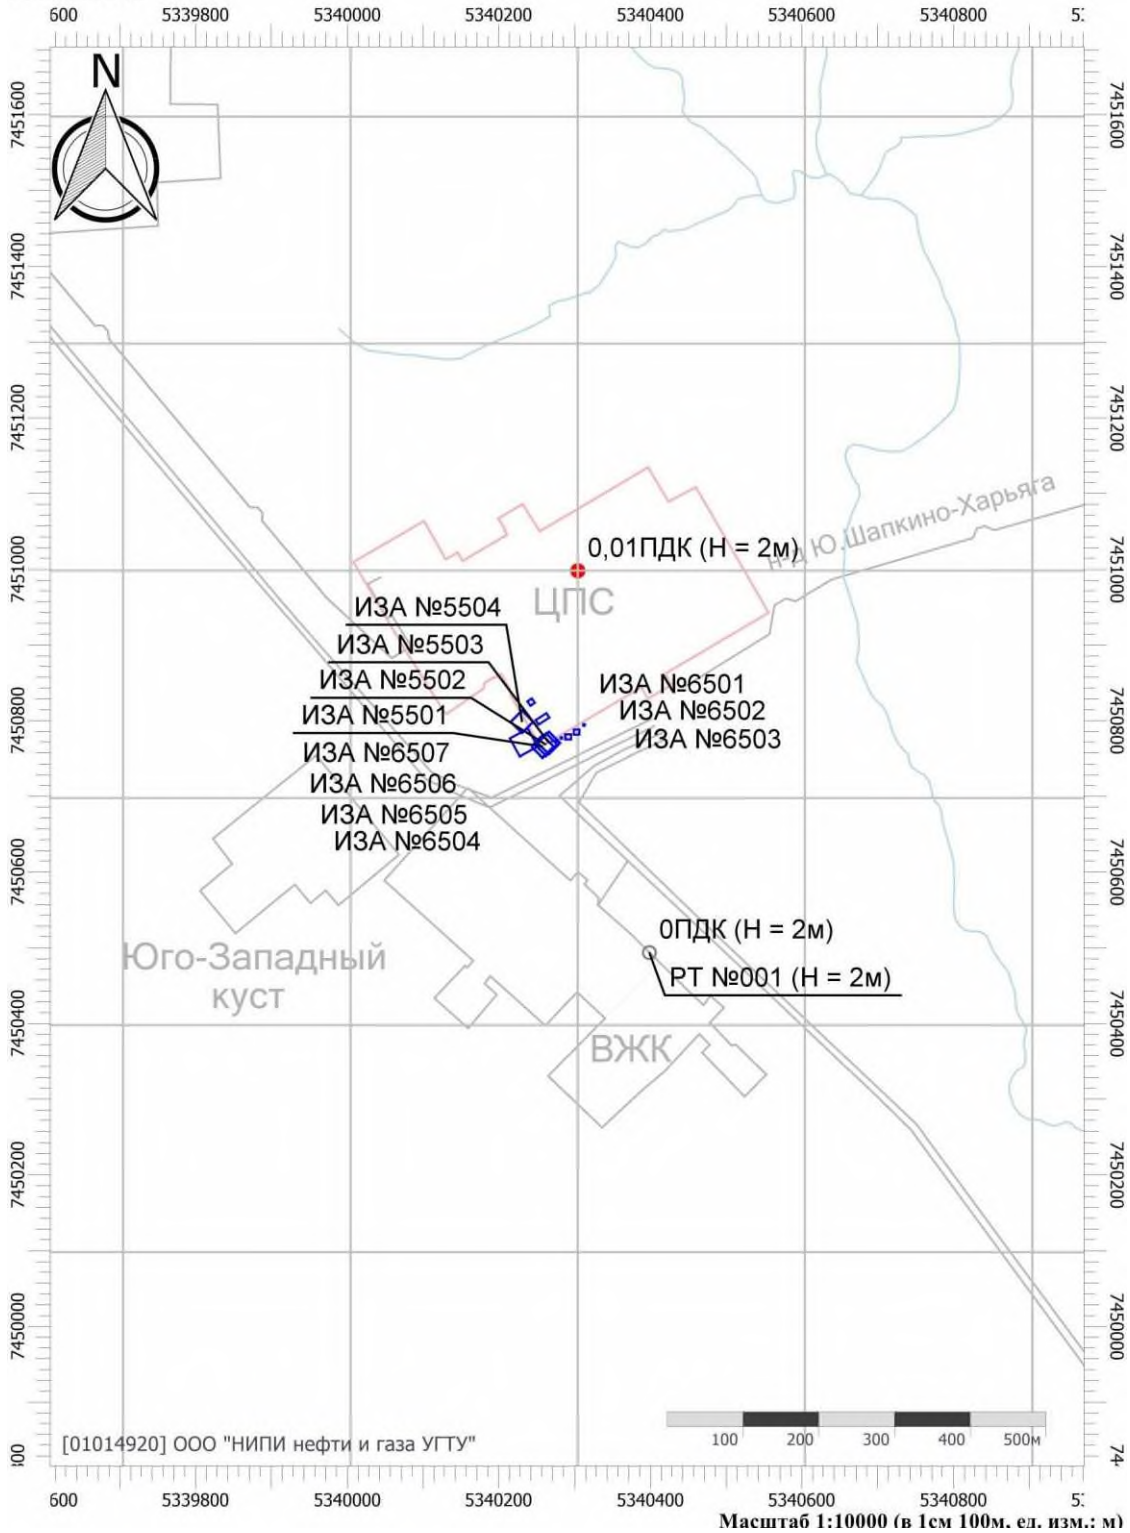 600 5339800 5340000 5340200 5340400 5340600 5340800 5:
N
7451600 7451600
7451400 7451400
7451200 7451200
н-д Ю.Шапкино-Харьяга
0,01ПДК (Н = 2м)
7451000 7451000
ЦПС
ИЗА №5504
ИЗА №5503
ИЗА №5502
ИЗА №5501
ИЗА №6501
ИЗА №6502
ИЗА №6503
7450800 7450800
ИЗА №6507
ИЗА №6506
ИЗА №6505
ИЗА №6504
7450600 7450600
0ПДК (Н = 2м)
РТ №001 (Н = 2м)
Юго-Западный
куст
7450400 7450400
ВЖК
7450200 7450200
7450000 7450000
100 200 300 400 500м
[01014920] ООО "НИПИ нефти и газа УГТУ"
:00 74
600 5339800 5340000 5340200 5340400 5340600 5340800 5:
Масштаб 1:10000 (в 1см 100м, ед. изм.: м)